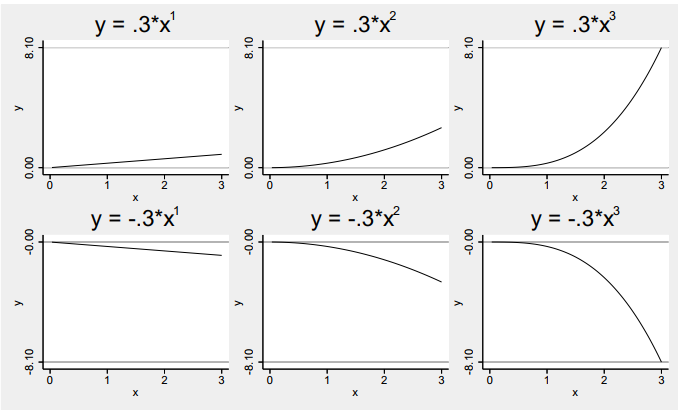 y = .3*x¹
8.10
y
0.00
0 1 2 3
x
y = .3*x²
8.10
y
0.00
0 1 2 3
x
y = .3*x³
8.10
y
0.00
0 1 2 3
x
y = -.3*x¹
-0.00
y
-8.10
0 1 2 3
x
y = -.3*x²
-0.00
y
-8.10
0 1 2 3
x
y = -.3*x³
-0.00
y
-8.10
0 1 2 3
x